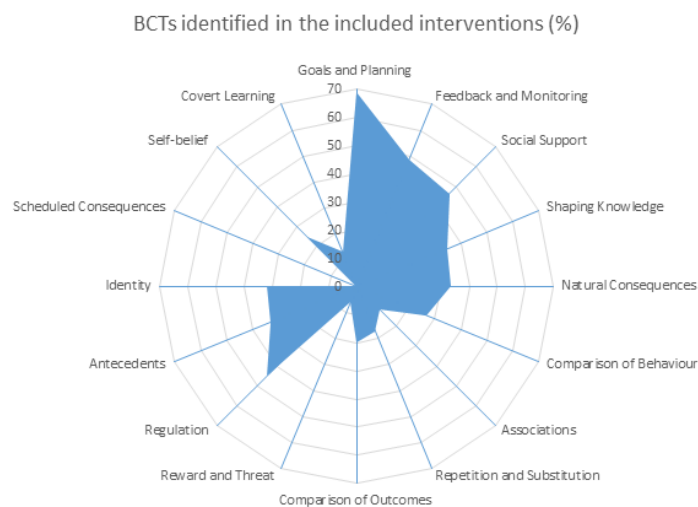 BCTs identified in the included interventions (%)
Goals and Planning
Feedback and Monitoring
Social Support
Shaping Knowledge
Natural Consequences
Comparison of Behaviour
Associations
Repetition and Substitution
Comparison of Outcomes
Reward and Threat
Regulation
Antecedents
Identity
Scheduled Consequences
Self-belief
Covert Learning
70
60
50
40
30
20
10
0